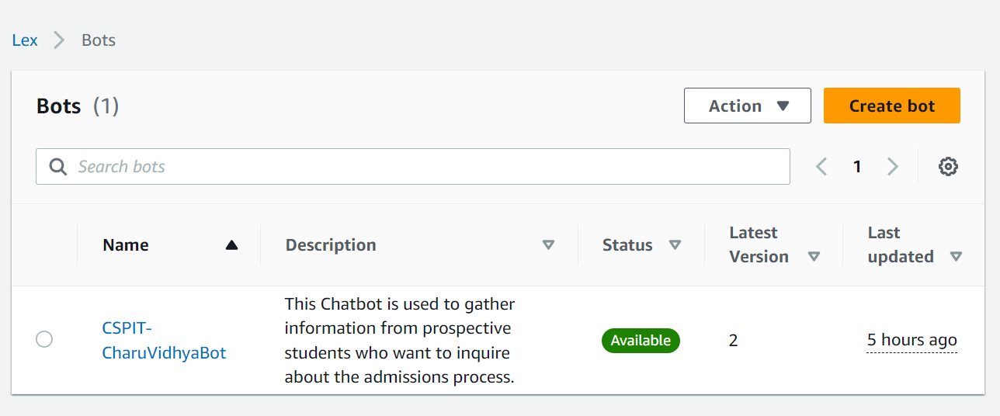 Lex
Bots
Bots (1)
Action
Create bot
Search bots
1
Name
Description
Status
Latest
Version
Last
updated
CSPIT-
CharuVidhyaBot
This Chatbot is used to gather
information from prospective
students who want to inquire
about the admissions process.
Available
2
5 hours ago